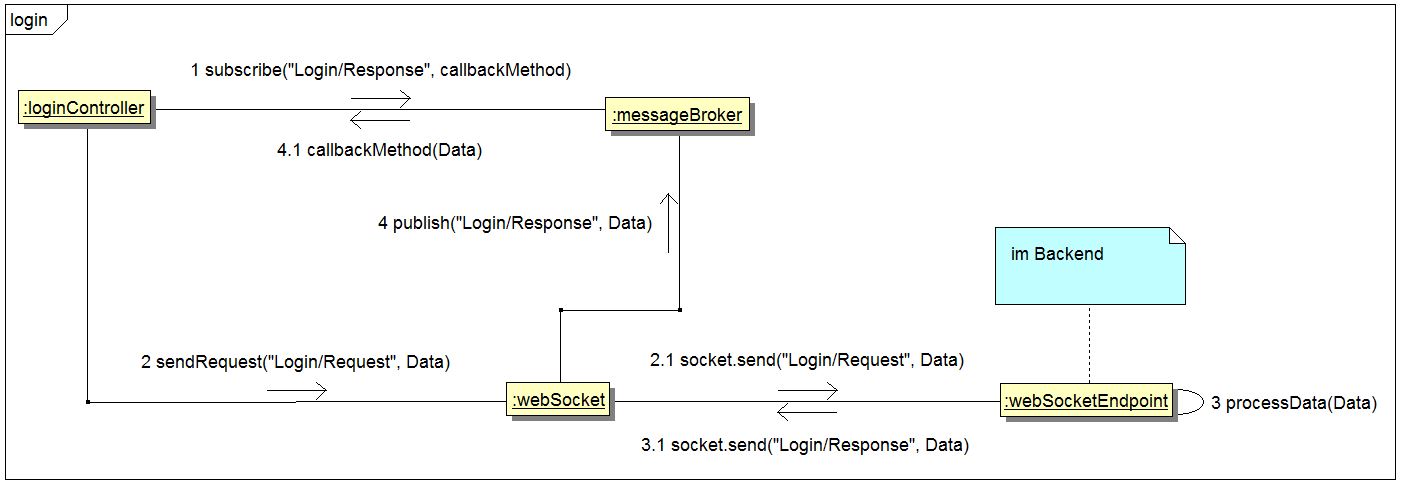 login
1 subscribe("Login/Response", callbackMethod)
:loginController
:messageBroker
4.1 callbackMethod(Data)
4 publish("Login/Response", Data)
im Backend
2 sendRequest("Login/Request", Data)
2.1 socket.send("Login/Request", Data)
:webSocket
:webSocketEndpoint
3 processData(Data)
3.1 socket.send("Login/Response", Data)